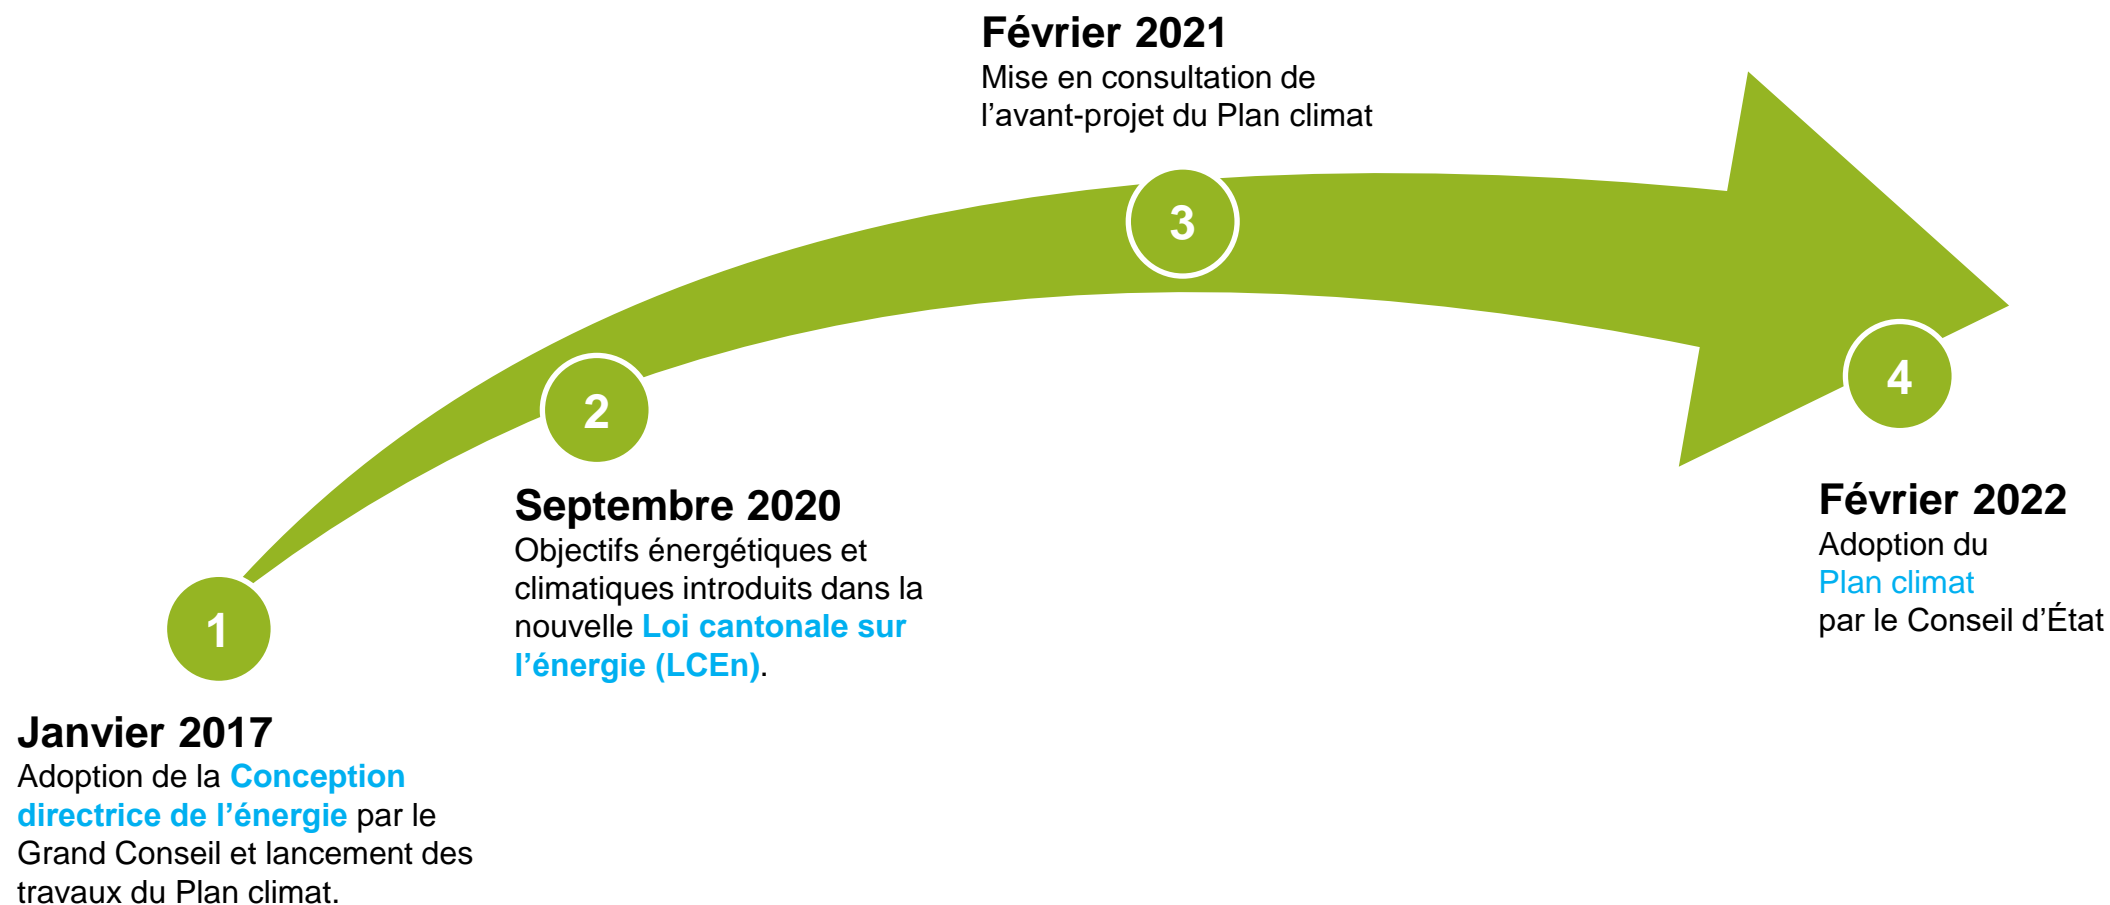 1
Janvier 2017
Adoption de la Conception
directrice de l’énergie par le
Grand Conseil et lancement des
travaux du Plan climat.
2
Septembre 2020
Objectifs énergétiques et
climatiques introduits dans la
nouvelle Loi cantonale sur
l’énergie (LCEn).
Février 2021
Mise en consultation de
l’avant-projet du Plan climat
3
4
Février 2022
Adoption du
Plan climat
par le Conseil d’État